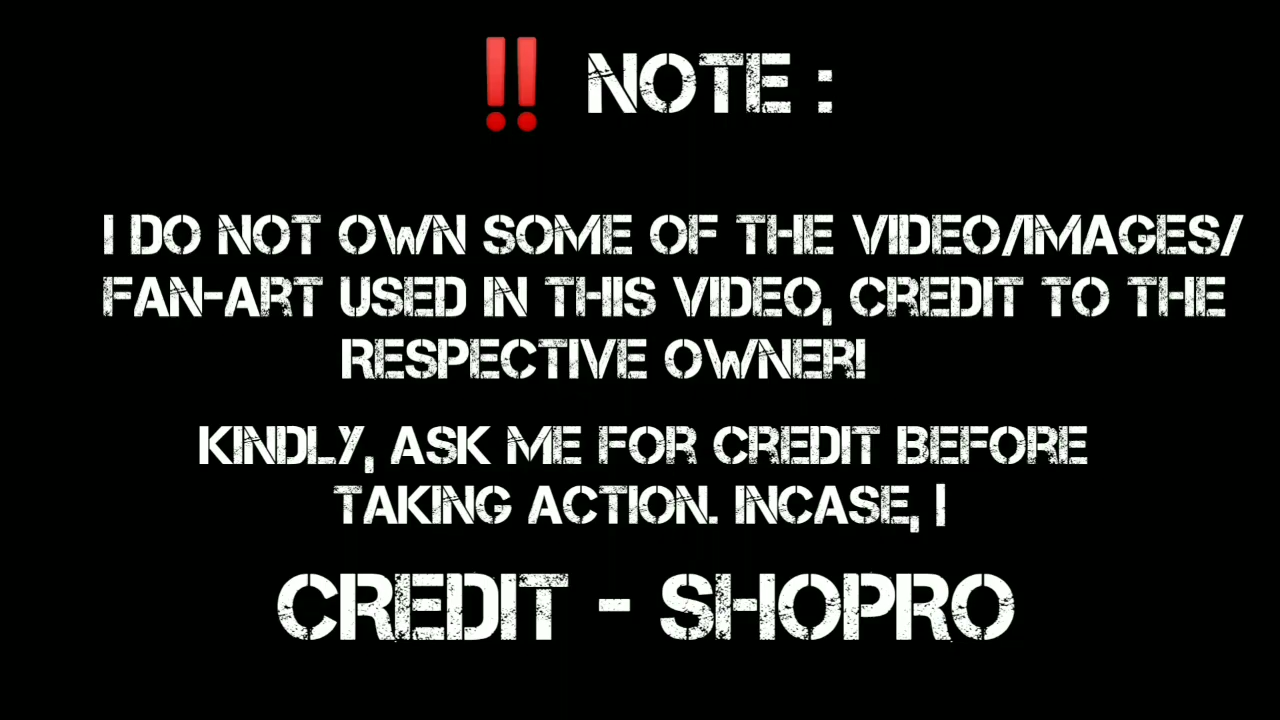 ‼ NOTE :
I DO NOT OWN SOME OF THE VIDEO/IMAGES/
FAN-ART USED IN THIS VIDEO, CREDIT TO THE
RESPECTIVE OWNER!
KINDLY, ASK ME FOR CREDIT BEFORE
TAKING ACTION. INCASE, I
CREDIT - SHOPRO